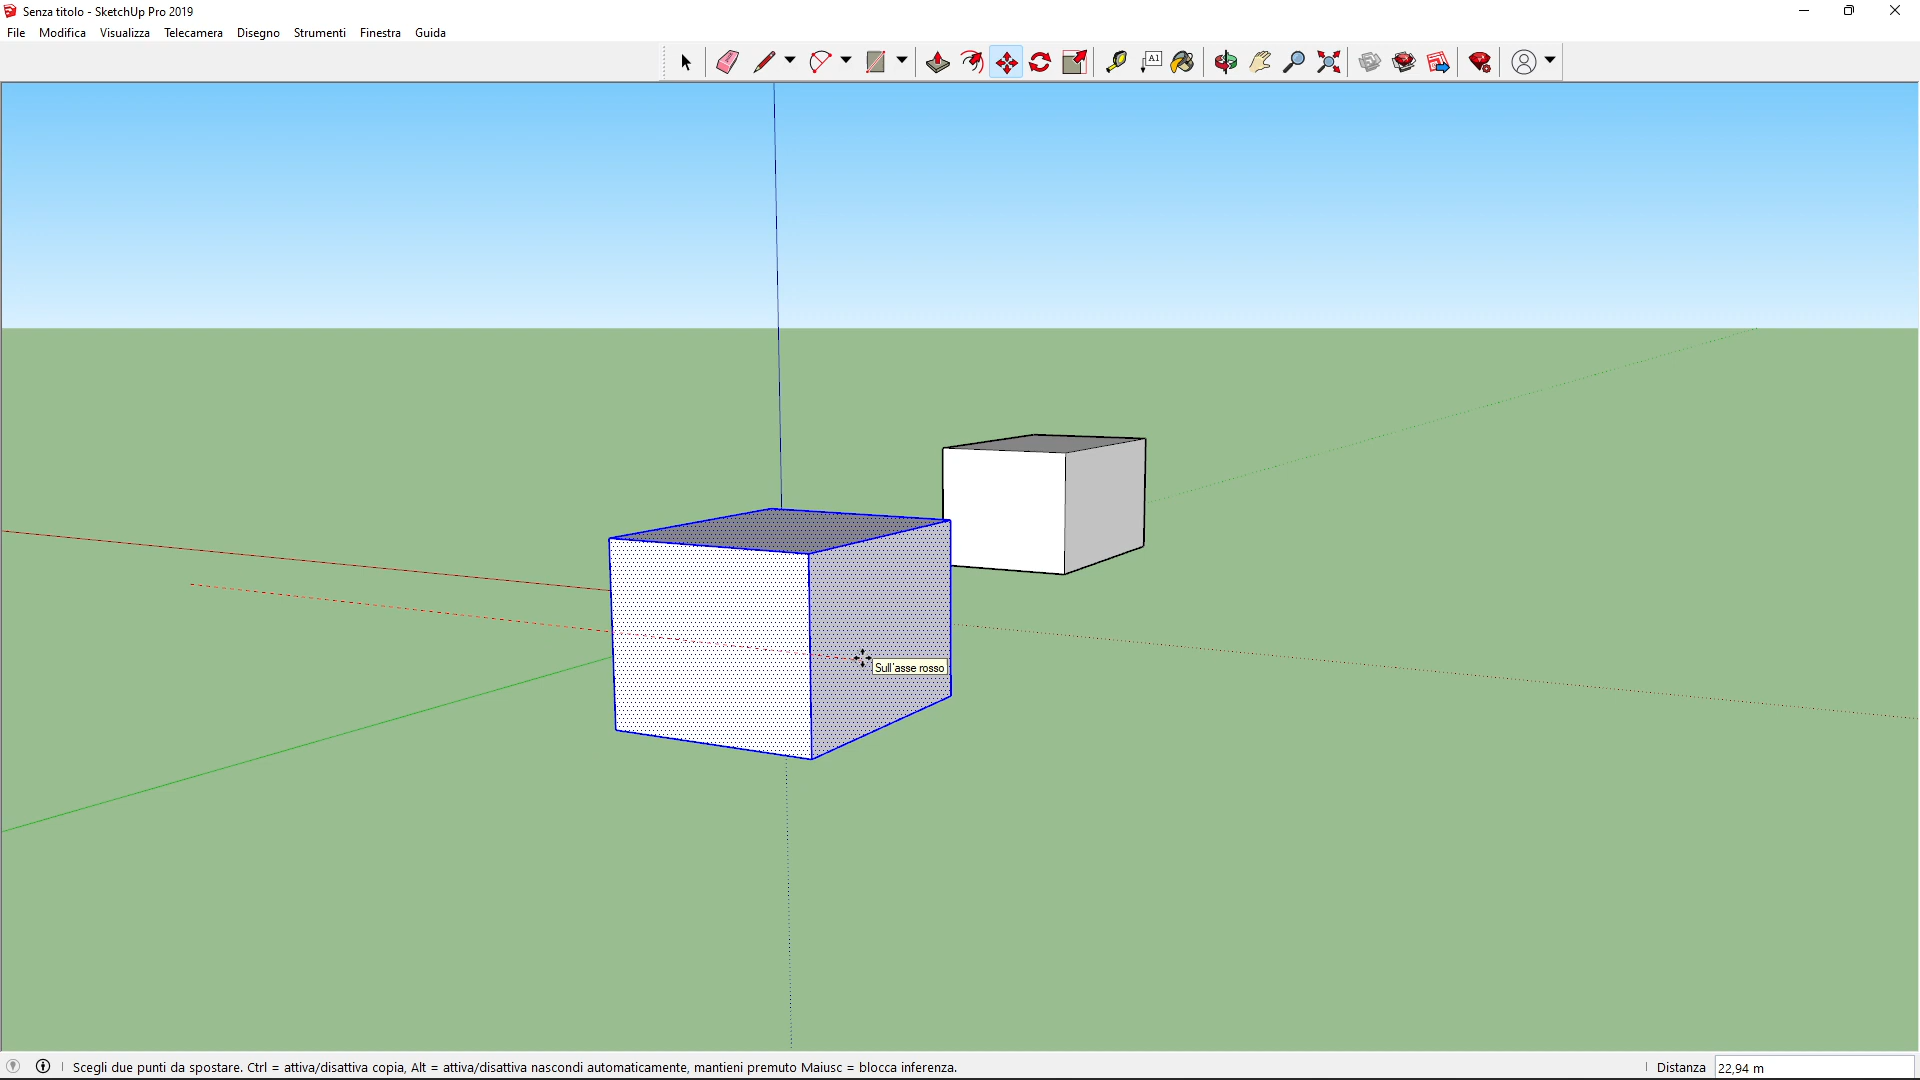 Senza titolo - SketchUp Pro 2019
File Modifica Visualizza Telecamera Disegno Strumenti Finestra Guida
A1
Sull'asse rosso
Scegli due punti da spostare. Ctrl = attiva/disattiva copia, Alt = attiva/disattiva nascondi automaticamente, mantieni premuto Maiusc = blocca inferenza.
Distanza 22,94 m